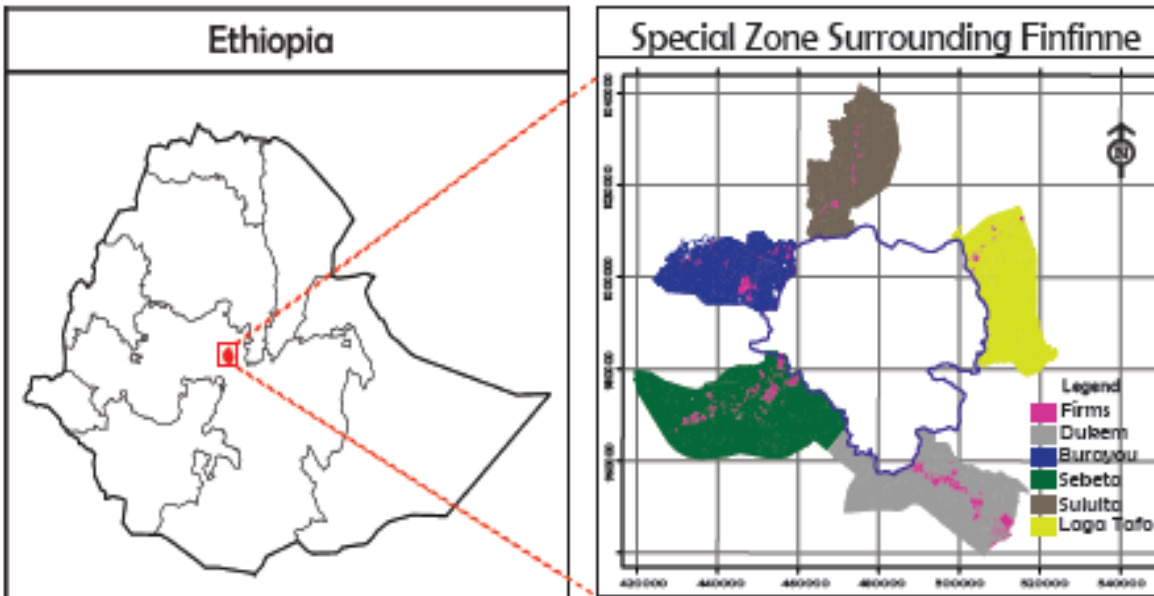 Ethiopia
Special Zone Surrounding Finfinne
N
Legend
Firms
Dukem
Burayou
Sebeta
Sululta
Laga Tafo
420000 440000 460000 480000 500000 520000 540000